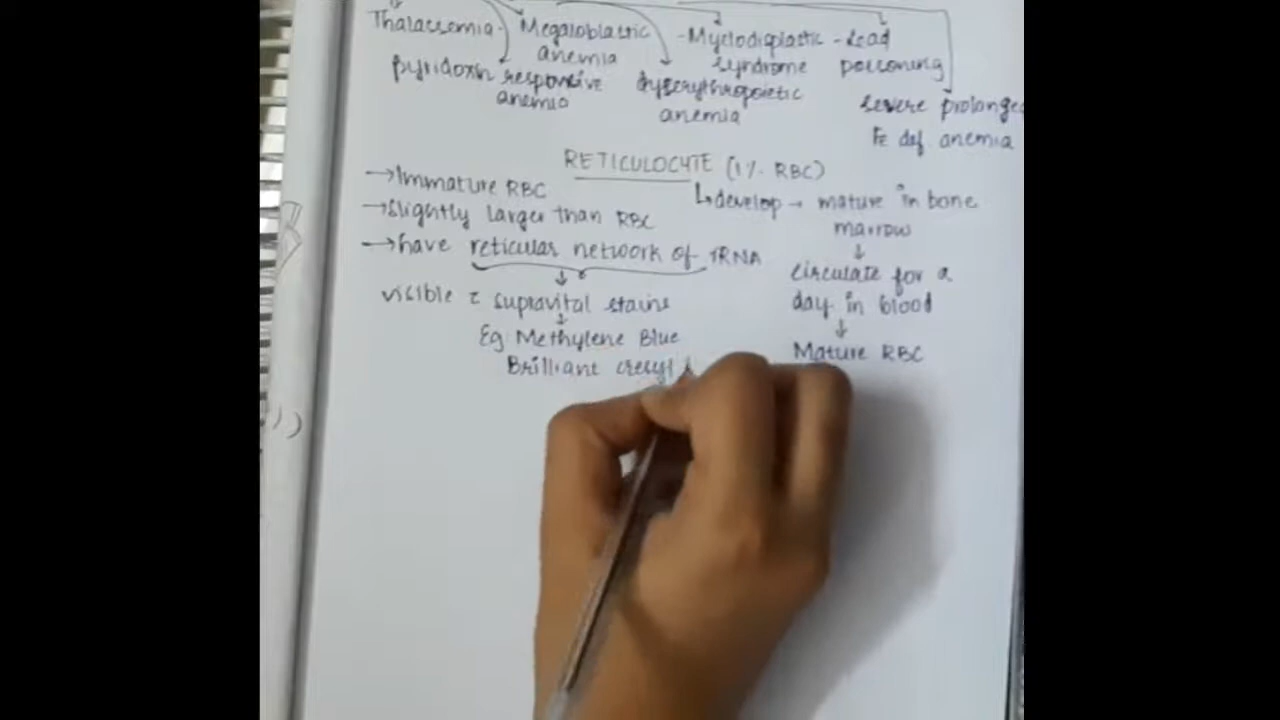 Thalassemia - Megaloblastic - Myelodisplastic - Lead
anemia syndrome poisoning
pyridoxin responsive dyserythropoietic severe prolonged
anemia anemia Fe def anemia
RETICULOCYTE (1% RBC)
→ Immature RBC
↳ develop → mature in bone
marrow
→ slightly larger than RBC
→ have reticular network of rRNA
↓
circulate for a
day in blood
↓
Mature RBC
↓
visible c supravital stains
↓
Eg Methylene Blue
Brilliant cresyl